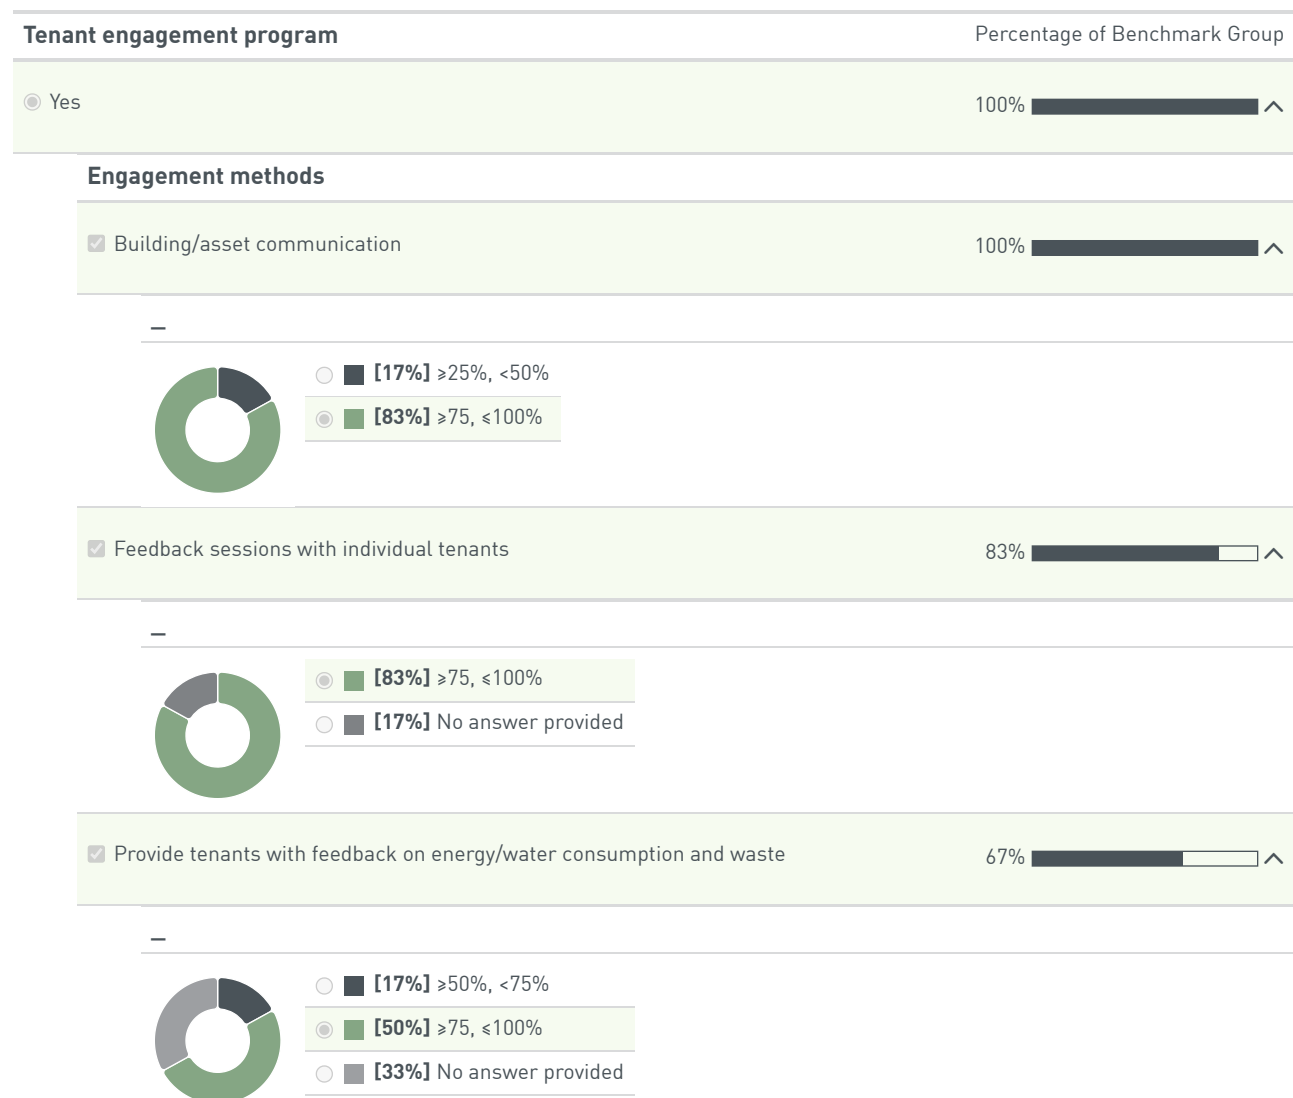 Tenant engagement program Percentage of Benchmark Group
Yes 100%
Engagement methods
Building/asset communication 100%
–
[17%] ≥25%, <50%
[83%] ≥75, ≤100%
Feedback sessions with individual tenants 83%
–
[83%] ≥75, ≤100%
[17%] No answer provided
Provide tenants with feedback on energy/water consumption and waste 67%
–
[17%] ≥50%, <75%
[50%] ≥75, ≤100%
[33%] No answer provided